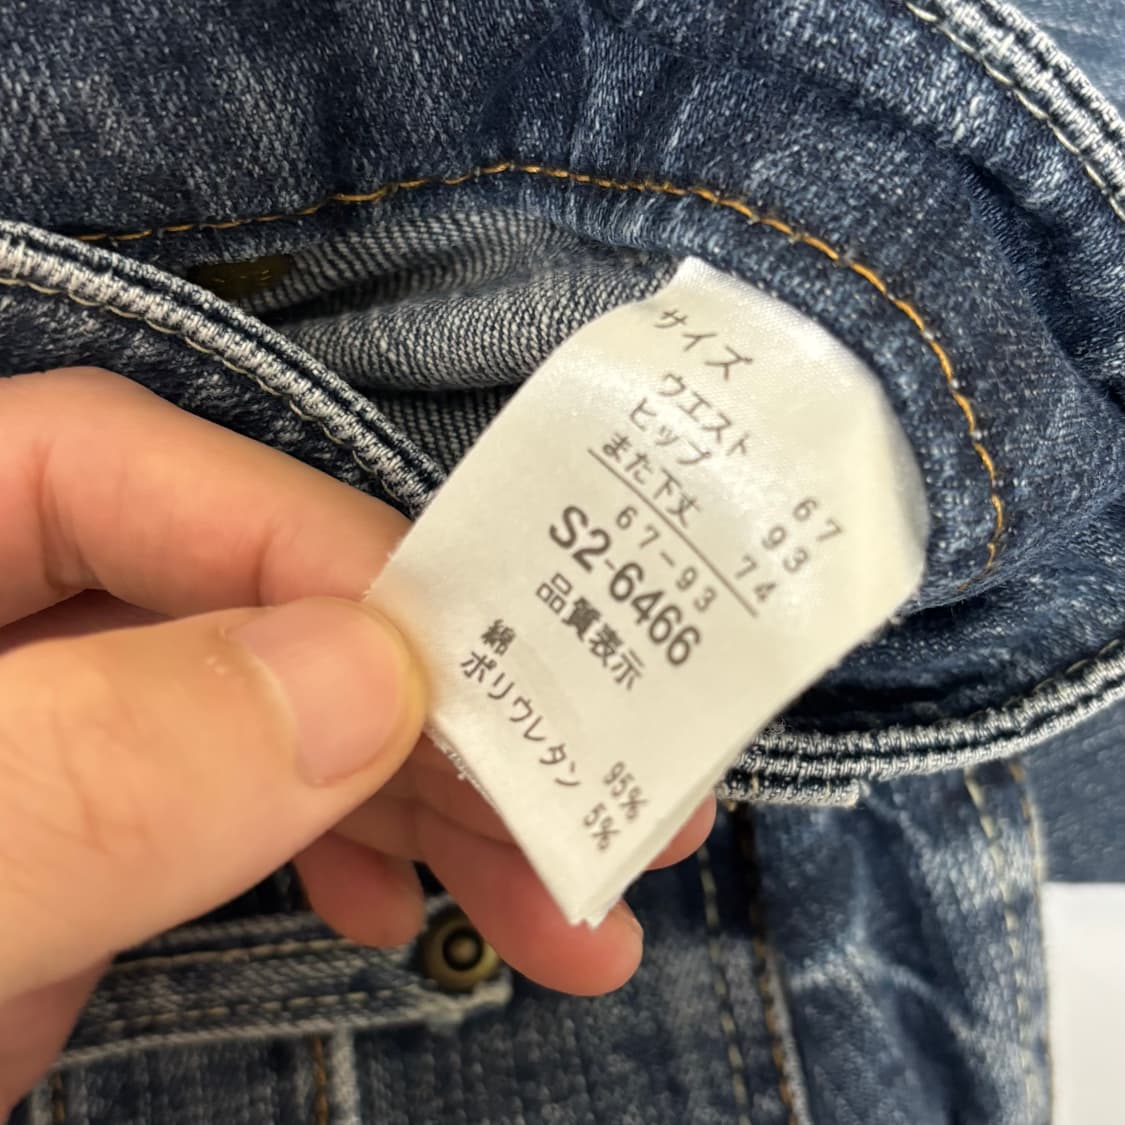 サイズ
ウエスト 67
ヒップ 93
また下丈 74
67-93
S2-6466
品質表示
綿 95%
ポリウレタン 5%